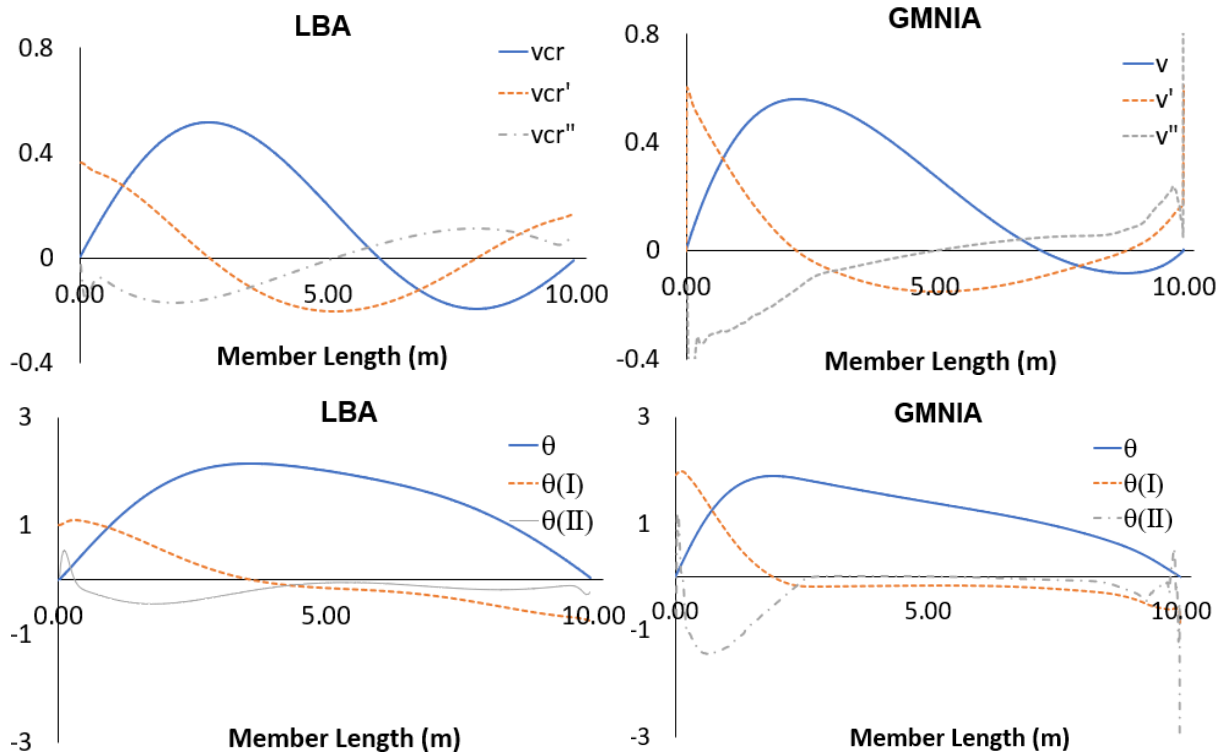 LBA
0.8
0.4
0
-0.4
vcr
vcr'
vcr"
0.00
5.00
10.00
Member Length (m)
GMNIA
0.8
0.4
0
-0.4
v
v'
v"
0.00
5.00
10.00
Member Length (m)
LBA
3
1
-1
-3
θ
θ(I)
θ(II)
0.00
5.00
10.00
Member Length (m)
GMNIA
3
1
-1
-3
θ
θ(I)
θ(II)
0.00
5.00
10.00
Member Length (m)